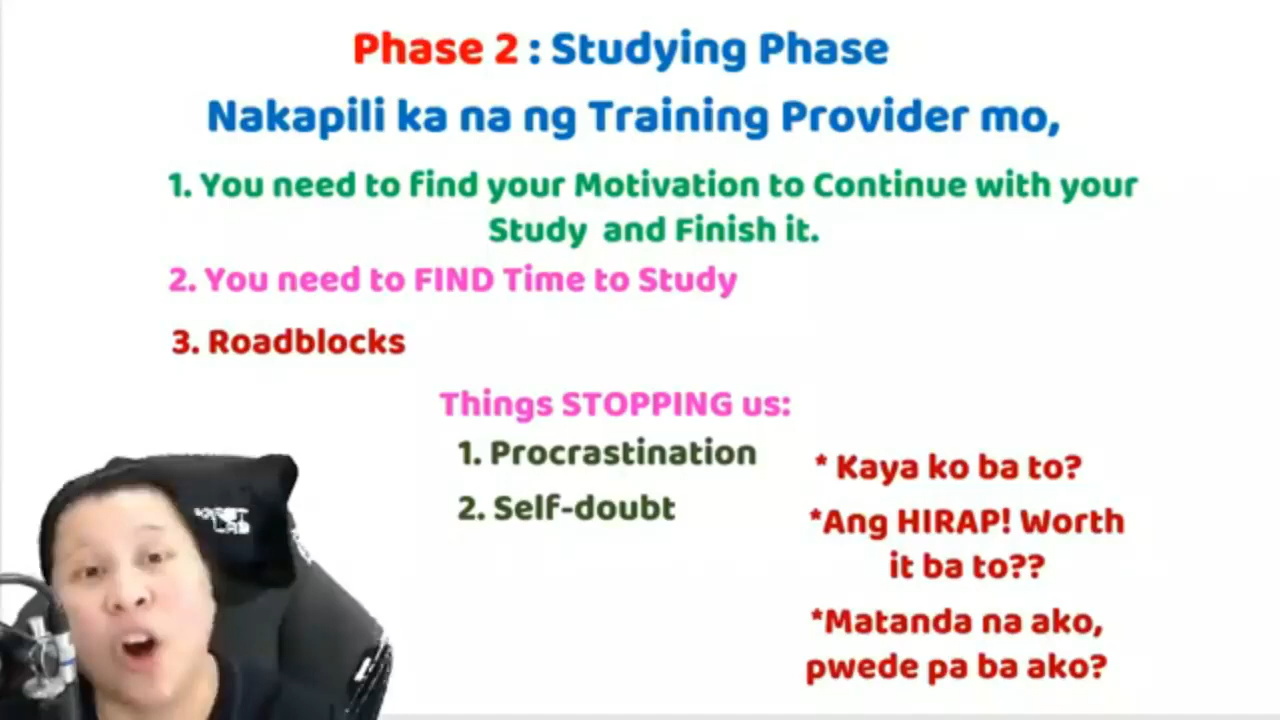 Phase 2 : Studying Phase
Nakapili ka na ng Training Provider mo,
1. You need to find your Motivation to Continue with your
Study and Finish it.
2. You need to FIND Time to Study
3. Roadblocks
Things STOPPING us:
1. Procrastination
2. Self-doubt
* Kaya ko ba to?
*Ang HIRAP! Worth
it ba to??
*Matanda na ako,
pwede pa ba ako?